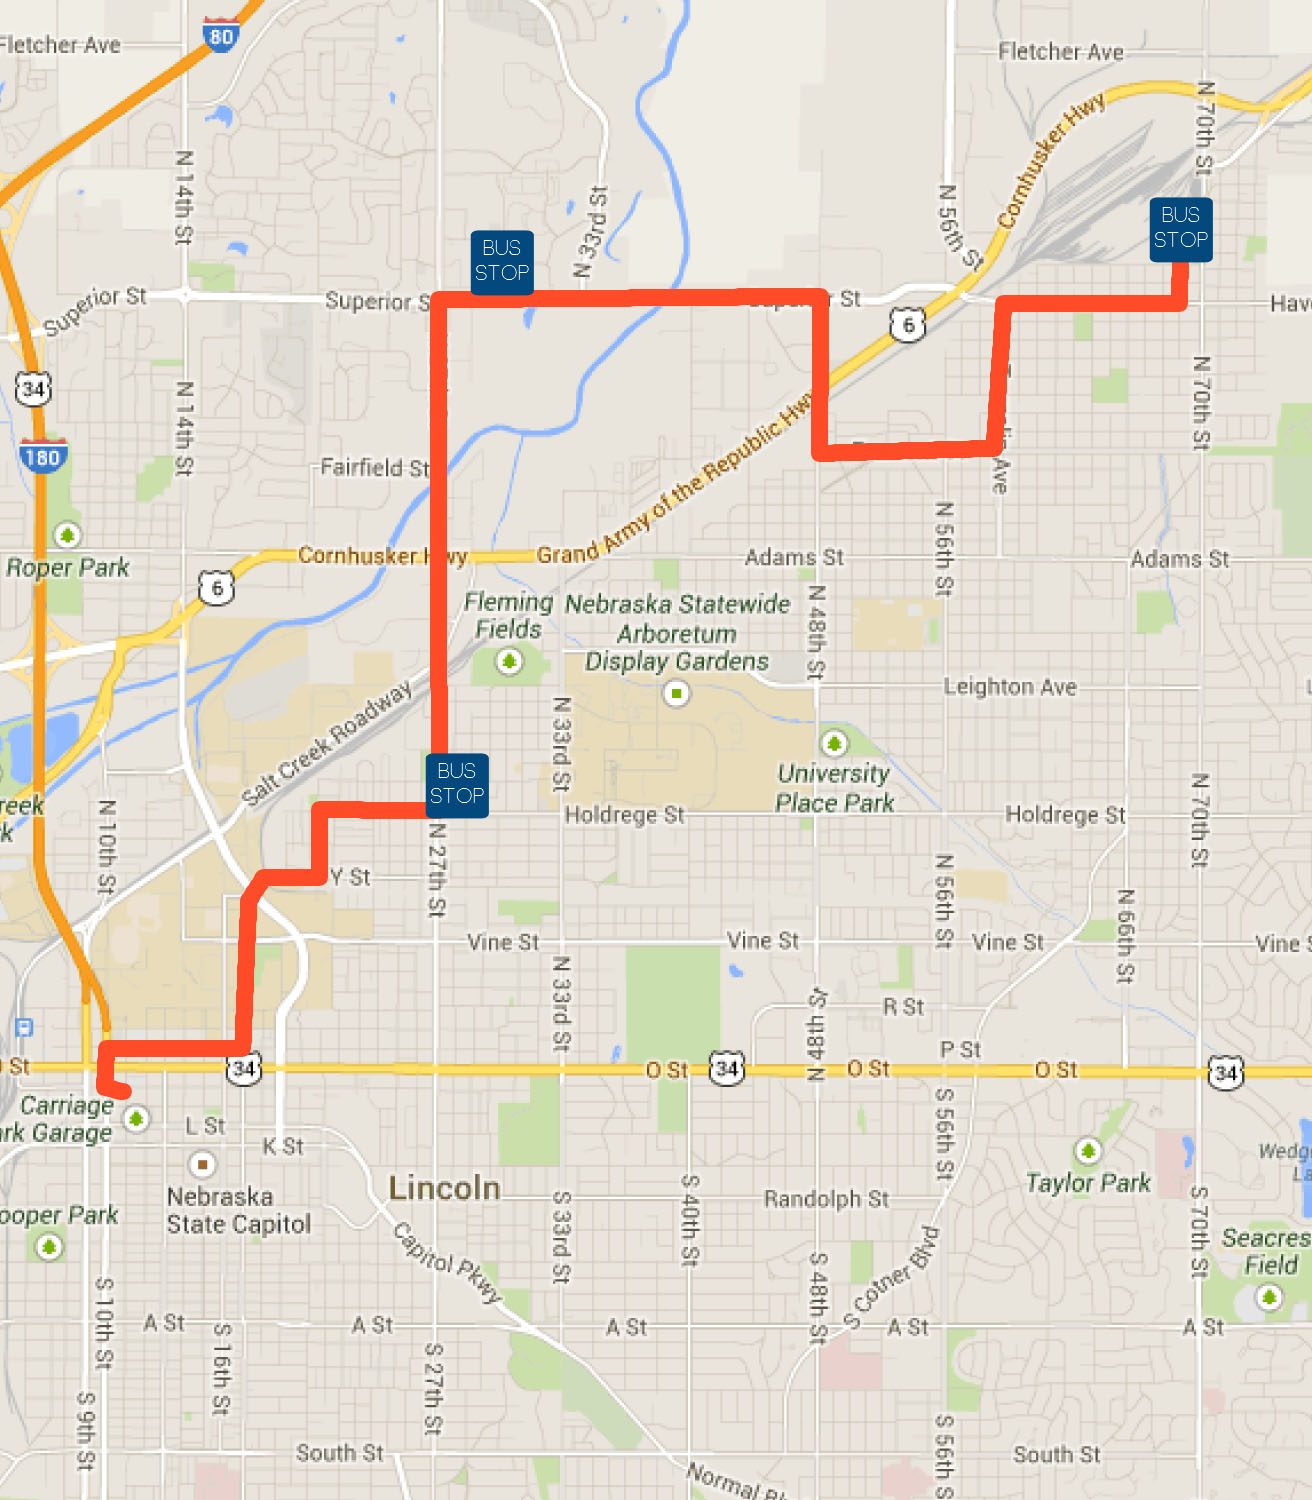 Fletcher Ave
80
Fletcher Ave
Cornhusker Hwy
N 70th St
N 14th St
N 33rd St
N 56th St
BUS
STOP
BUS
STOP
Superior St
Superior S
St
Have
6
34
N 14th St
N 70th St
180
Fairfield St
Grand Army of the Republic Hwy
Ave
N 56th St
Cornhusker Hwy
Adams St
Adams St
Roper Park
6
Fleming
Fields
Nebraska Statewide
Arboretum
Display Gardens
N 48th St
Leighton Ave
Salt Creek Roadway
N 33rd St
BUS
STOP
University
Place Park
reek
k
N 10th St
N 27th St
Holdrege St
Holdrege St
N 70th St
Y St
N 56th St
N 66th St
Vine St
Vine St
Vine St
Vine S
N 33rd St
N 48th St
R St
P St
O St
34
O St
34
O St
O St
34
Carriage
rk Garage
L St
K St
S 56th St
Nebraska
State Capitol
Lincoln
Taylor Park
Wedg
La
ooper Park
S 33rd St
S 40th St
Randolph St
S 70th St
Seacres
Field
Capitol Pkwy
S 48th St
S Cotner Blvd
S 10th St
A St
S 16th St
A St
A St
A St
A St
S 9th St
S 27th St
S 56th S
South St
South St
Normal Bl